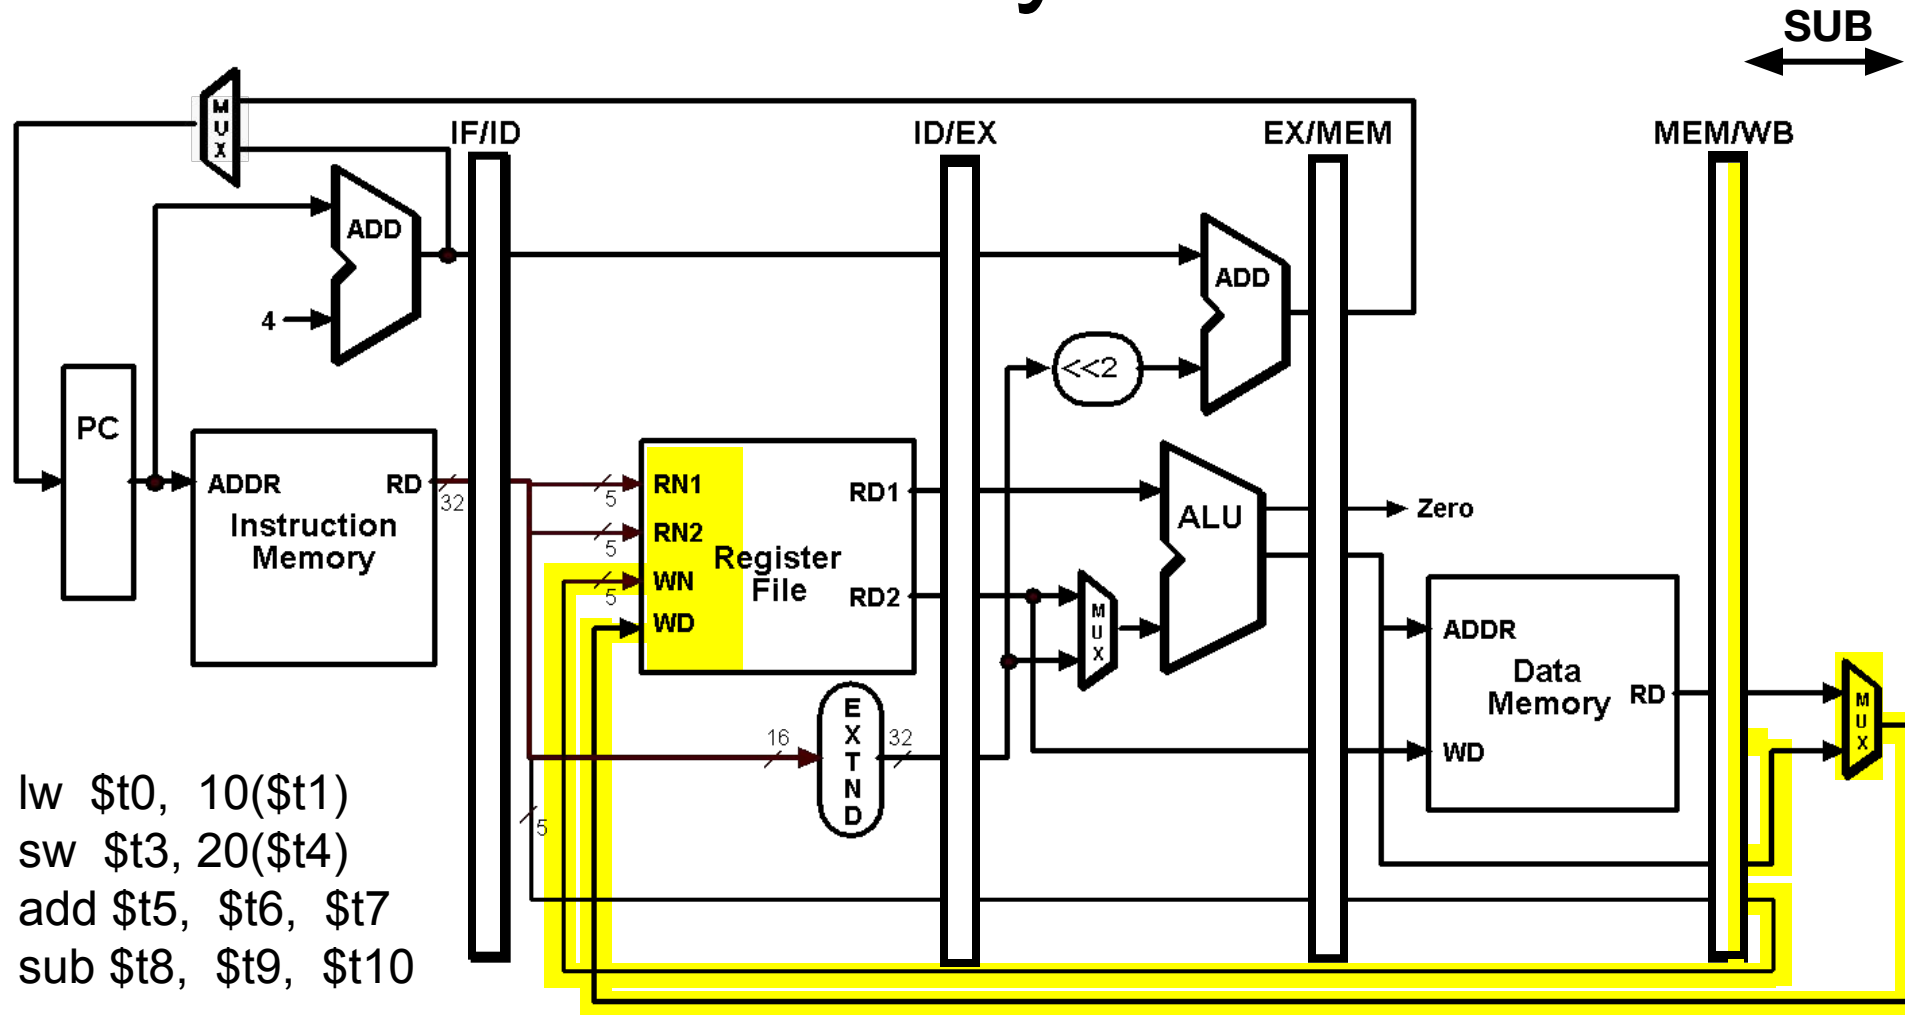 SUB
MUX
IF/ID
ID/EX
EX/MEM
MEM/WB
ADD
4
ADD
<<2
PC
ADDR
RD
32
Instruction
Memory
5
RN1
5
RN2
5
WN
WD
Register
File
RD1
RD2
ALU
Zero
MUX
ADDR
Data
Memory
RD
WD
MUX
16
EXTND
32
5
lw $t0, 10($t1)
sw $t3, 20($t4)
add $t5, $t6, $t7
sub $t8, $t9, $t10